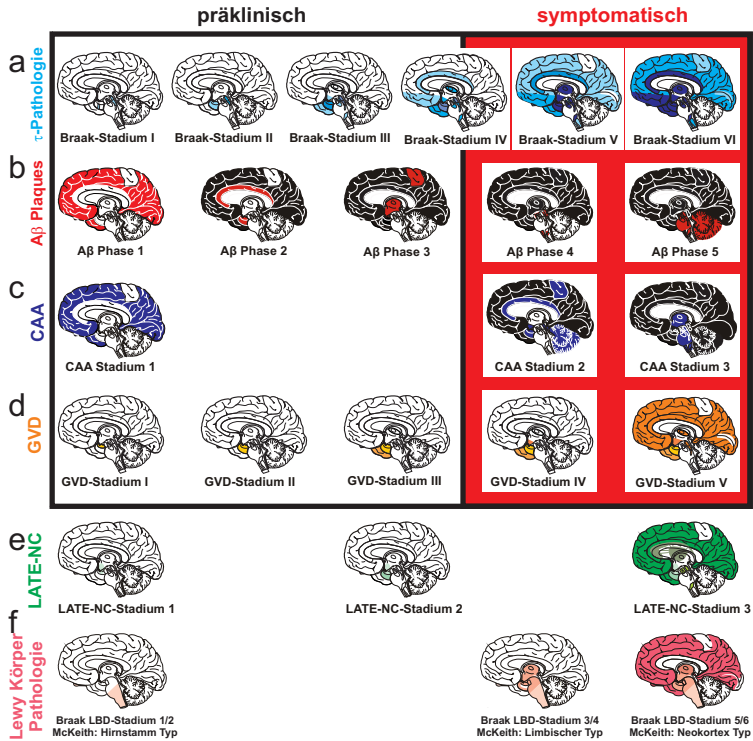 präklinisch
symptomatisch
a
τ-Pathologie
Braak-Stadium I
Braak-Stadium II
Braak-Stadium III
Braak-Stadium IV
Braak-Stadium V
Braak-Stadium VI
b
Aβ Plaques
Aβ Phase 1
Aβ Phase 2
Aβ Phase 3
Aβ Phase 4
Aβ Phase 5
c
CAA
CAA Stadium 1
CAA Stadium 2
CAA Stadium 3
d
GVD
GVD-Stadium I
GVD-Stadium II
GVD-Stadium III
GVD-Stadium IV
GVD-Stadium V
e
LATE-NC
LATE-NC-Stadium 1
LATE-NC-Stadium 2
LATE-NC-Stadium 3
f
Lewy Körper
Pathologie
Braak LBD-Stadium 1/2
McKeith: Hirnstamm Typ
Braak LBD-Stadium 3/4
McKeith: Limbischer Typ
Braak LBD-Stadium 5/6
McKeith: Neokortex Typ